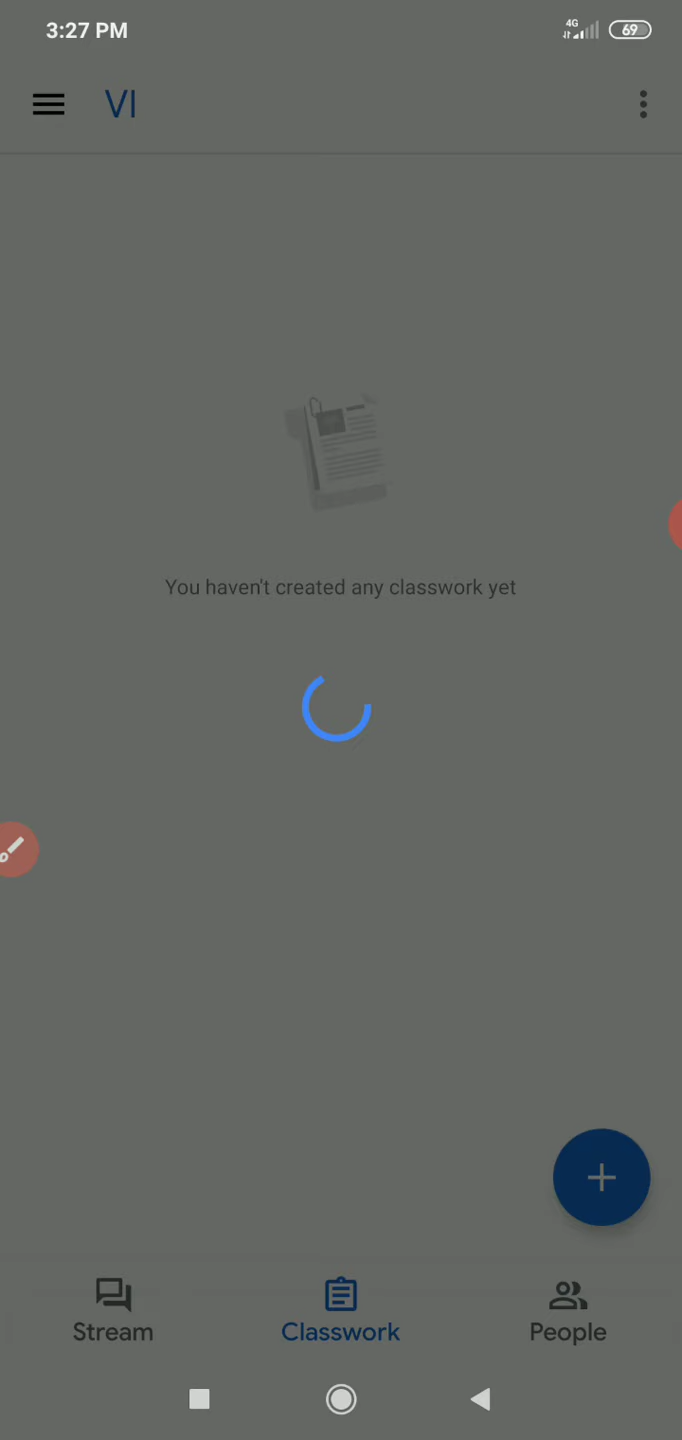 3:27 PM
4G
69
VI
You haven't created any classwork yet
Stream
Classwork
People